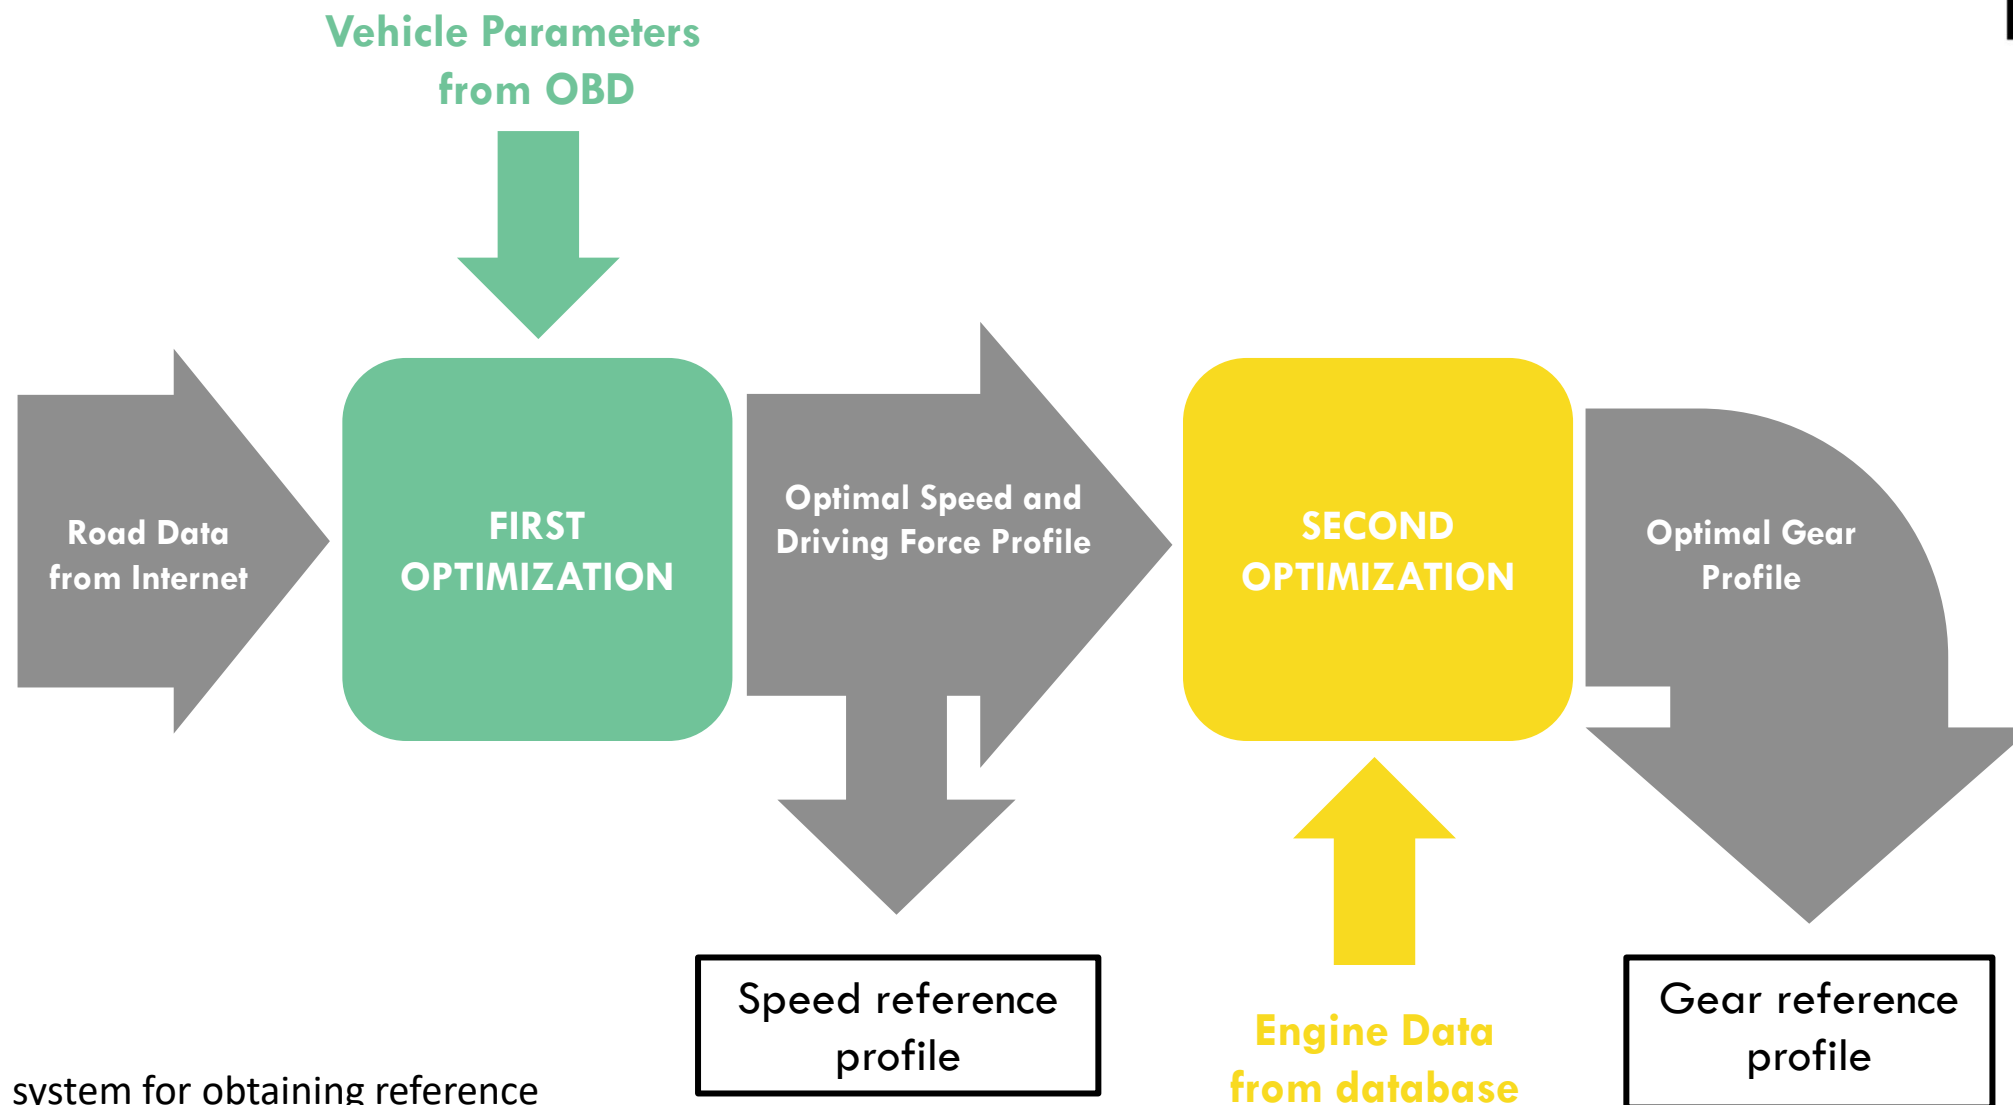 Vehicle Parameters
from OBD
Road Data
from Internet
FIRST
OPTIMIZATION
Optimal Speed and
Driving Force Profile
SECOND
OPTIMIZATION
Optimal Gear
Profile
Speed reference
profile
Engine Data
from database
Gear reference
profile
system for obtaining reference